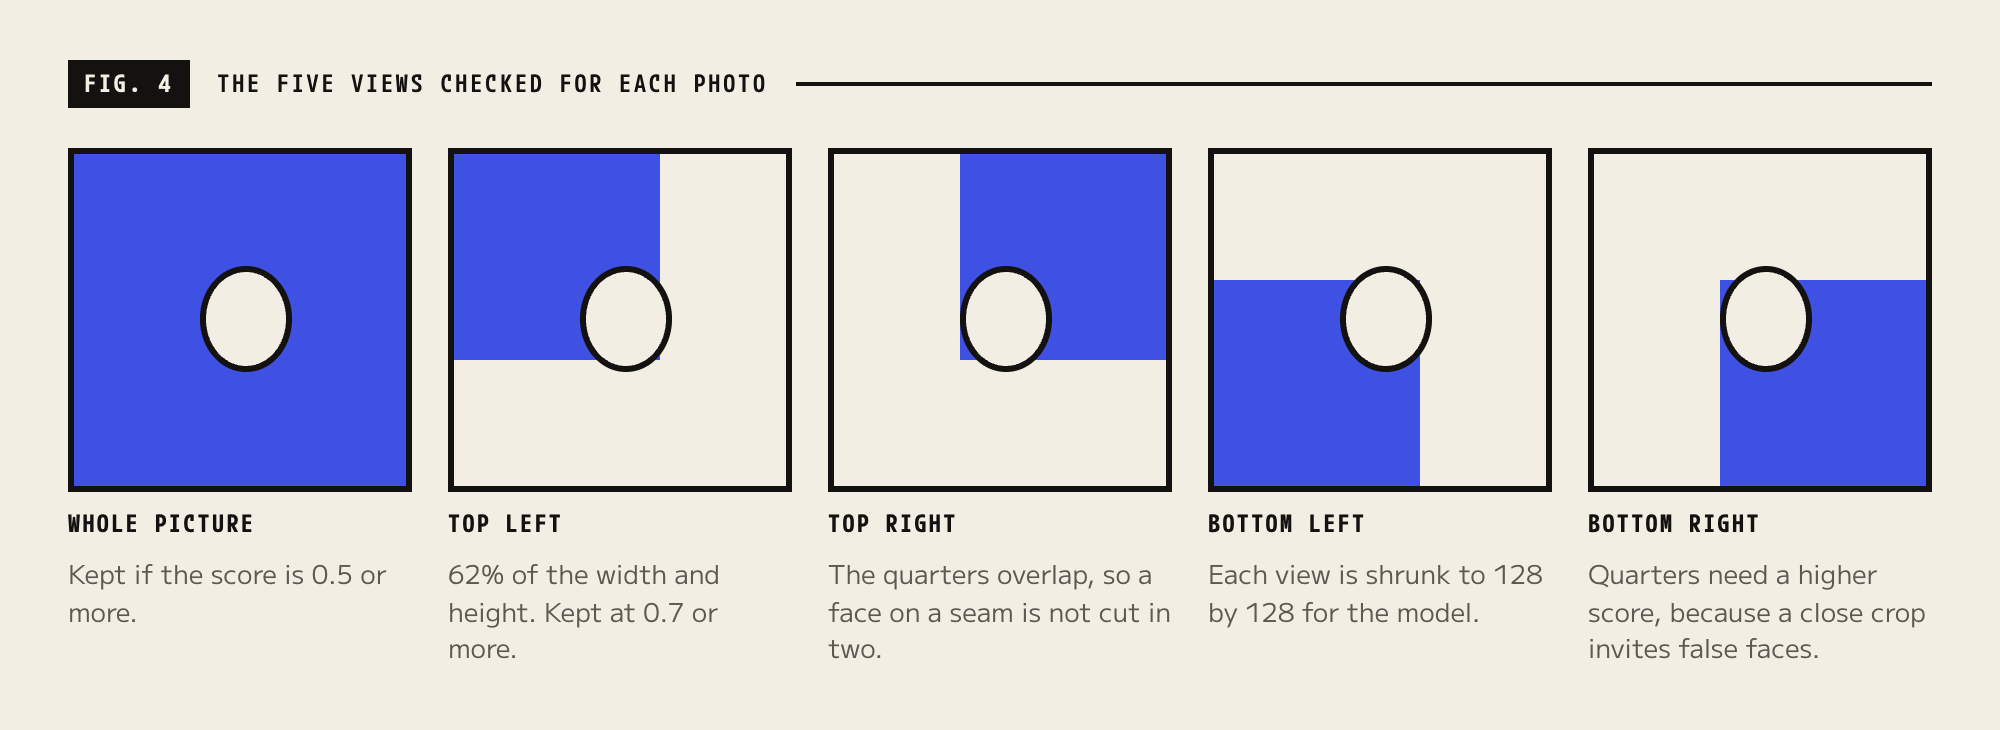 FIG. 4 THE FIVE VIEWS CHECKED FOR EACH PHOTO
WHOLE PICTURE
Kept if the score is 0.5 or
more.
TOP LEFT
62% of the width and
height. Kept at 0.7 or
more.
TOP RIGHT
The quarters overlap, so a
face on a seam is not cut in
two.
BOTTOM LEFT
Each view is shrunk to 128
by 128 for the model.
BOTTOM RIGHT
Quarters need a higher
score, because a close crop
invites false faces.